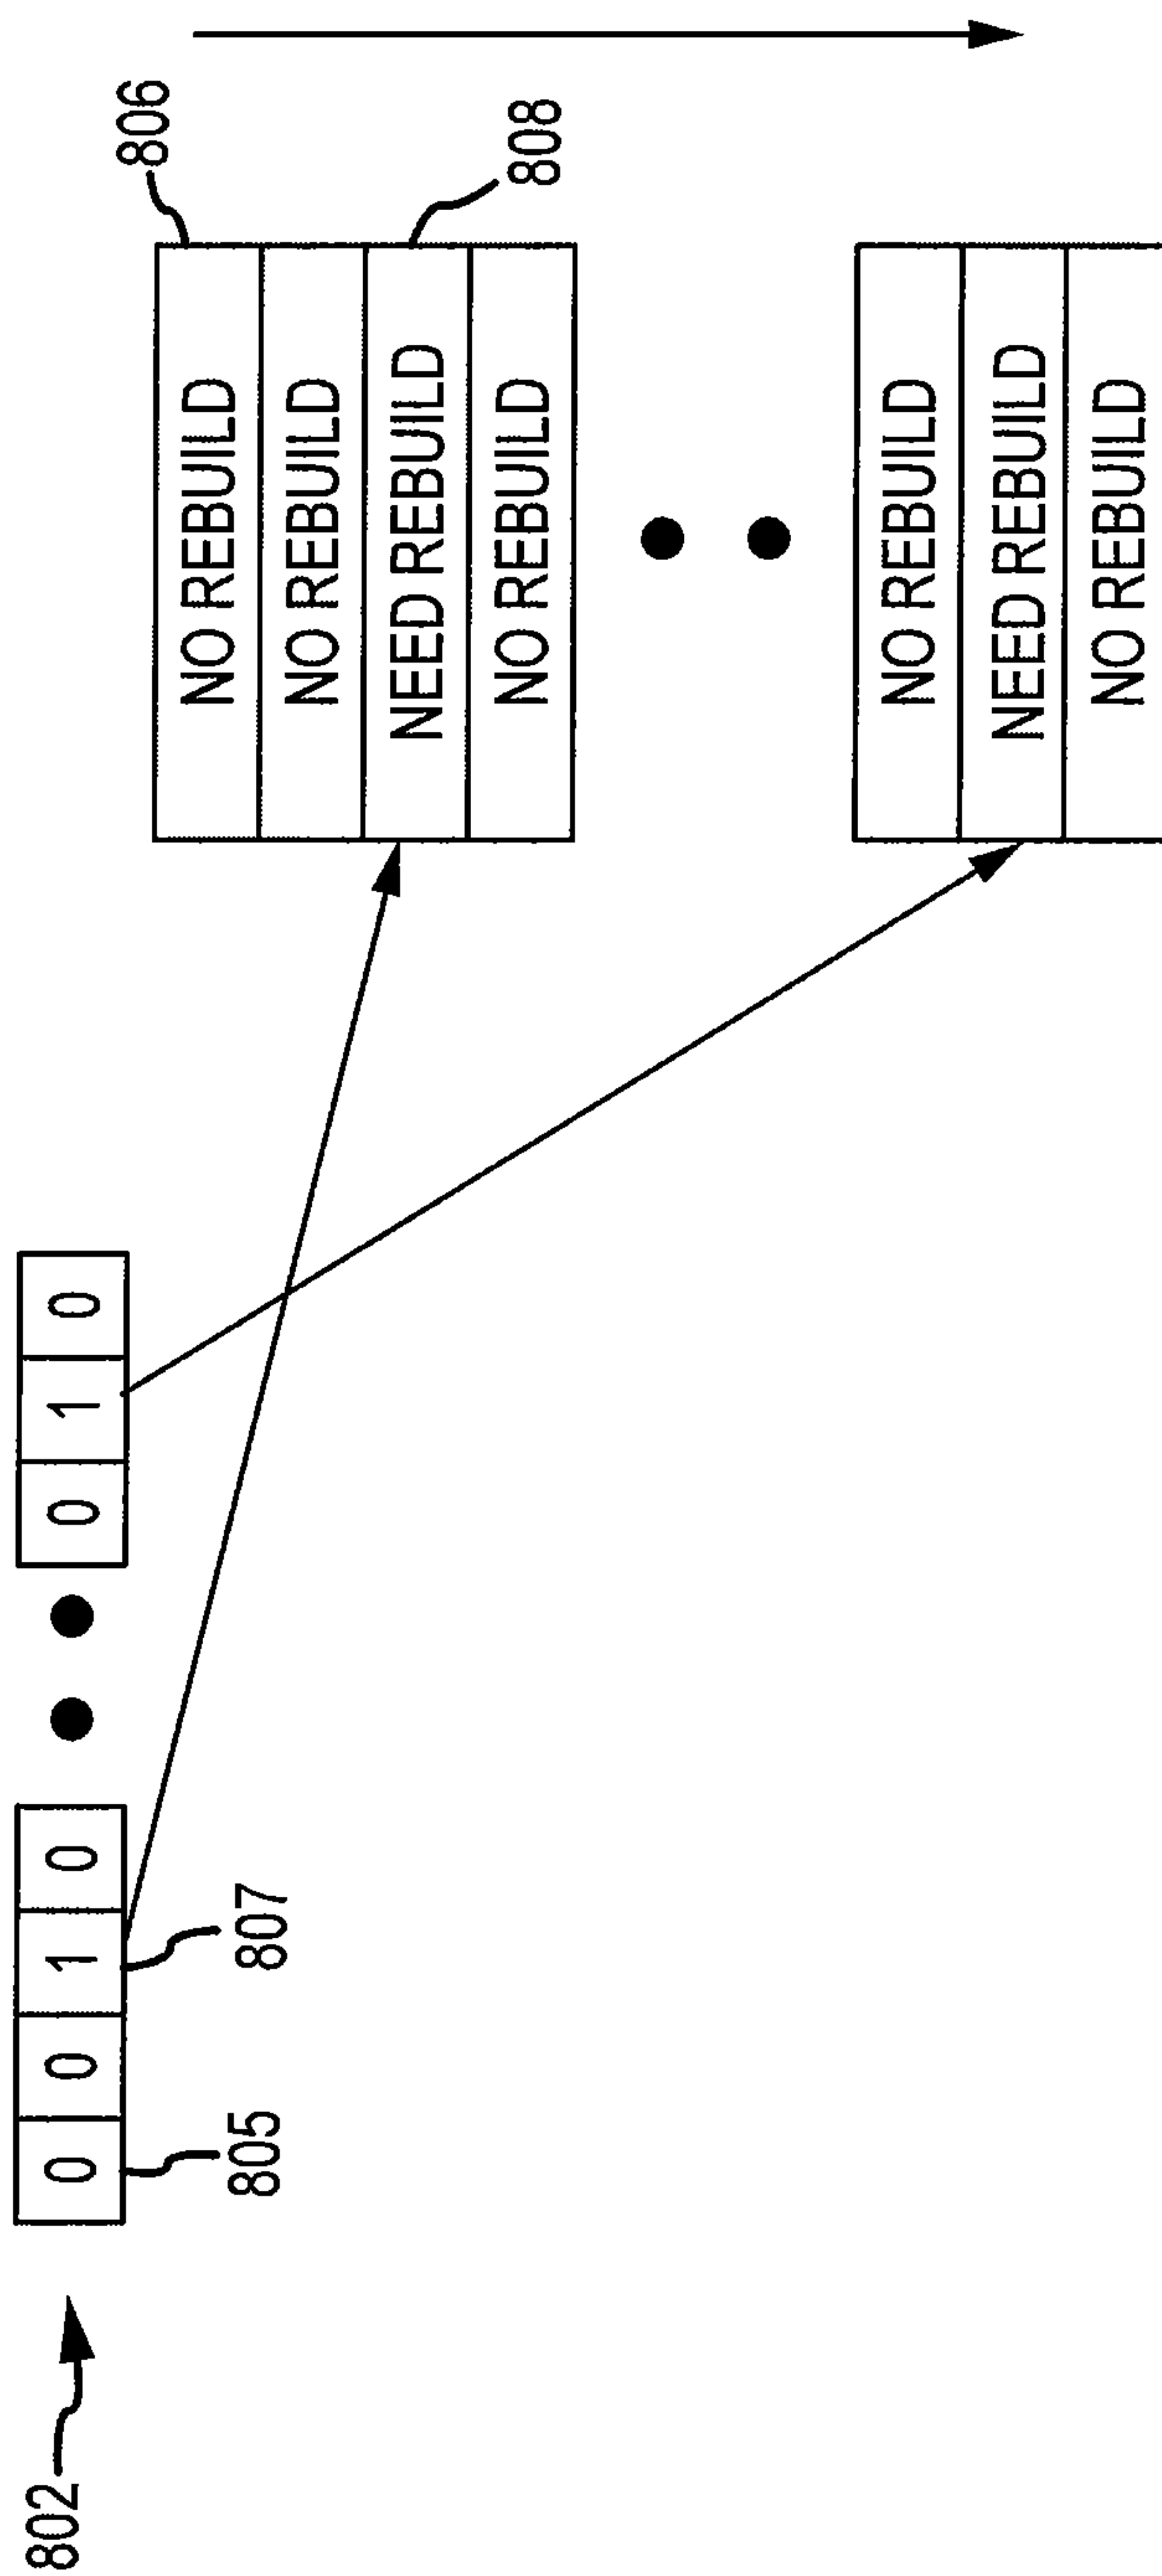 802
0 0 1 0 0 1 0
805
807
806
NO REBUILD
NO REBUILD
NEED REBUILD
808
NO REBUILD
NO REBUILD
NEED REBUILD
NO REBUILD